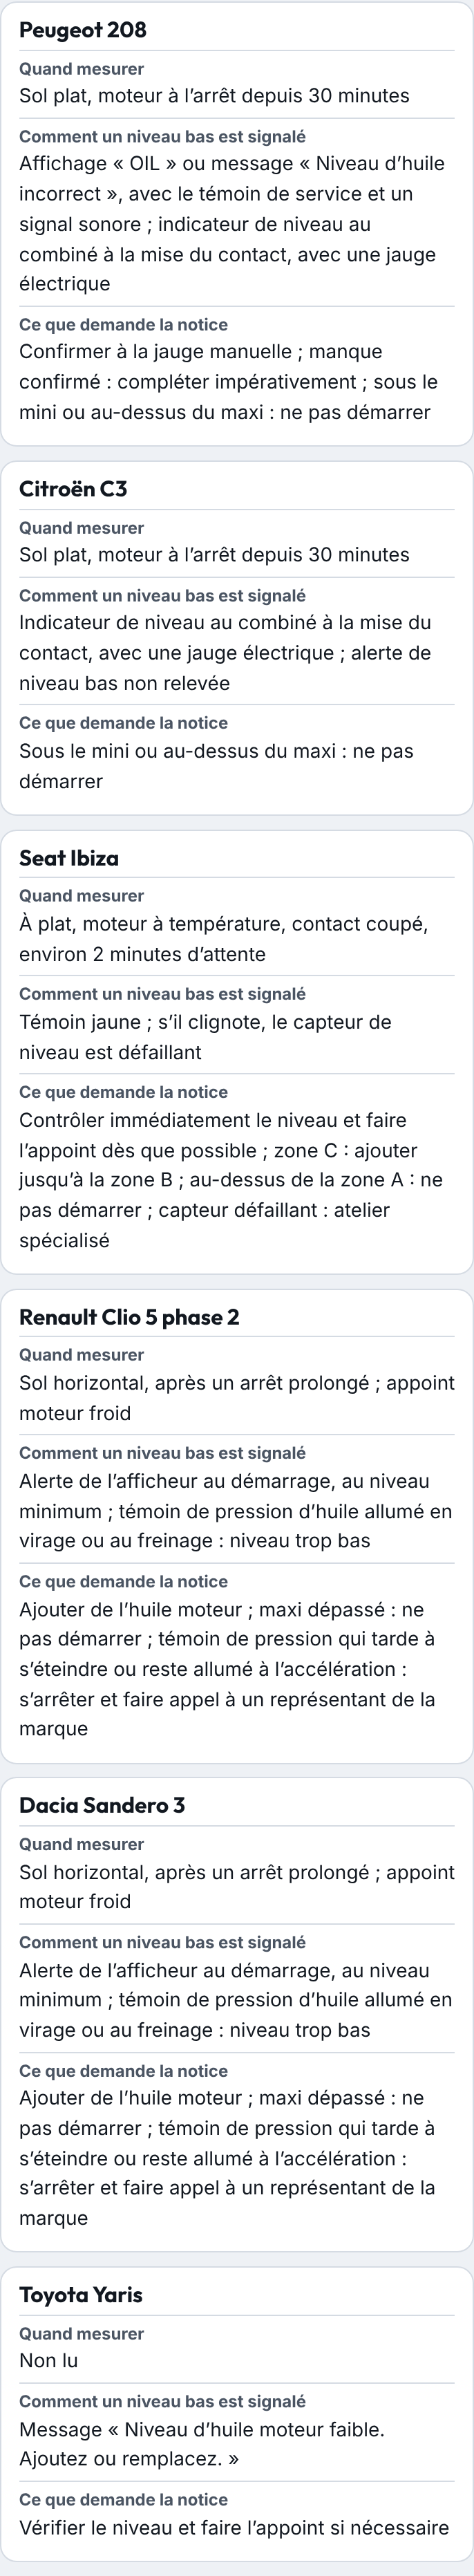 Peugeot 208
Quand mesurer
Sol plat, moteur à l’arrêt depuis 30 minutes
Comment un niveau bas est signalé
Affichage « OIL » ou message « Niveau d’huile
incorrect », avec le témoin de service et un
signal sonore ; indicateur de niveau au
combiné à la mise du contact, avec une jauge
électrique
Ce que demande la notice
Confirmer à la jauge manuelle ; manque
confirmé : compléter impérativement ; sous le
mini ou au-dessus du maxi : ne pas démarrer
Citroën C3
Quand mesurer
Sol plat, moteur à l’arrêt depuis 30 minutes
Comment un niveau bas est signalé
Indicateur de niveau au combiné à la mise du
contact, avec une jauge électrique ; alerte de
niveau bas non relevée
Ce que demande la notice
Sous le mini ou au-dessus du maxi : ne pas
démarrer
Seat Ibiza
Quand mesurer
À plat, moteur à température, contact coupé,
environ 2 minutes d’attente
Comment un niveau bas est signalé
Témoin jaune ; s’il clignote, le capteur de
niveau est défaillant
Ce que demande la notice
Contrôler immédiatement le niveau et faire
l’appoint dès que possible ; zone C : ajouter
jusqu’à la zone B ; au-dessus de la zone A : ne
pas démarrer ; capteur défaillant : atelier
spécialisé
Renault Clio 5 phase 2
Quand mesurer
Sol horizontal, après un arrêt prolongé ; appoint
moteur froid
Comment un niveau bas est signalé
Alerte de l’afficheur au démarrage, au niveau
minimum ; témoin de pression d’huile allumé en
virage ou au freinage : niveau trop bas
Ce que demande la notice
Ajouter de l’huile moteur ; maxi dépassé : ne
pas démarrer ; témoin de pression qui tarde à
s’éteindre ou reste allumé à l’accélération :
s’arrêter et faire appel à un représentant de la
marque
Dacia Sandero 3
Quand mesurer
Sol horizontal, après un arrêt prolongé ; appoint
moteur froid
Comment un niveau bas est signalé
Alerte de l’afficheur au démarrage, au niveau
minimum ; témoin de pression d’huile allumé en
virage ou au freinage : niveau trop bas
Ce que demande la notice
Ajouter de l’huile moteur ; maxi dépassé : ne
pas démarrer ; témoin de pression qui tarde à
s’éteindre ou reste allumé à l’accélération :
s’arrêter et faire appel à un représentant de la
marque
Toyota Yaris
Quand mesurer
Non lu
Comment un niveau bas est signalé
Message « Niveau d’huile moteur faible.
Ajoutez ou remplacez. »
Ce que demande la notice
Vérifier le niveau et faire l’appoint si nécessaire